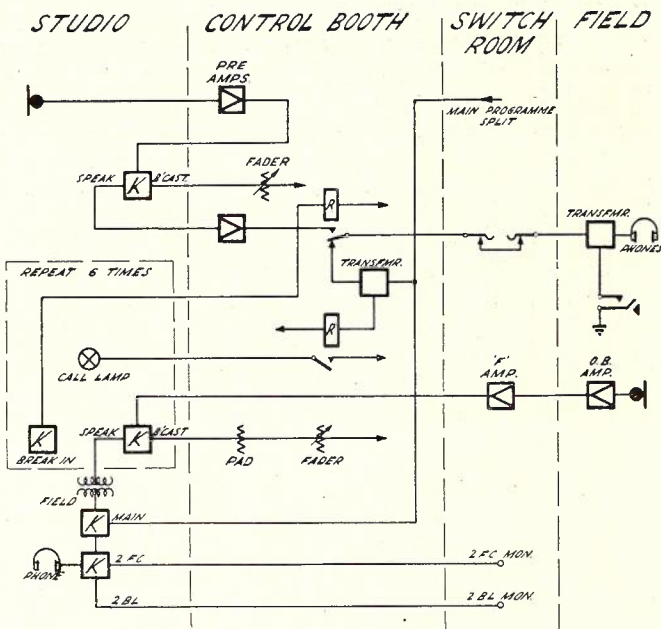 STUDIO
CONTROL BOOTH
SWITCH
ROOM
FIELD
PRE
AMPS.
MAIN PROGRAMME
SPLIT
SPEAK
K
B'CAST.
FADER
R
TRANSFMR.
PHONES
REPEAT 6 TIMES
TRANSFMR.
R
CALL LAMP
'F'
AMP.
O.B.
AMP.
K
BREAK IN
SPEAK
K
B'CAST
PAD
FADER
FIELD
K
MAIN
PHONE
K
2 FC
2 FC MON.
2 BL
2 BL MON.